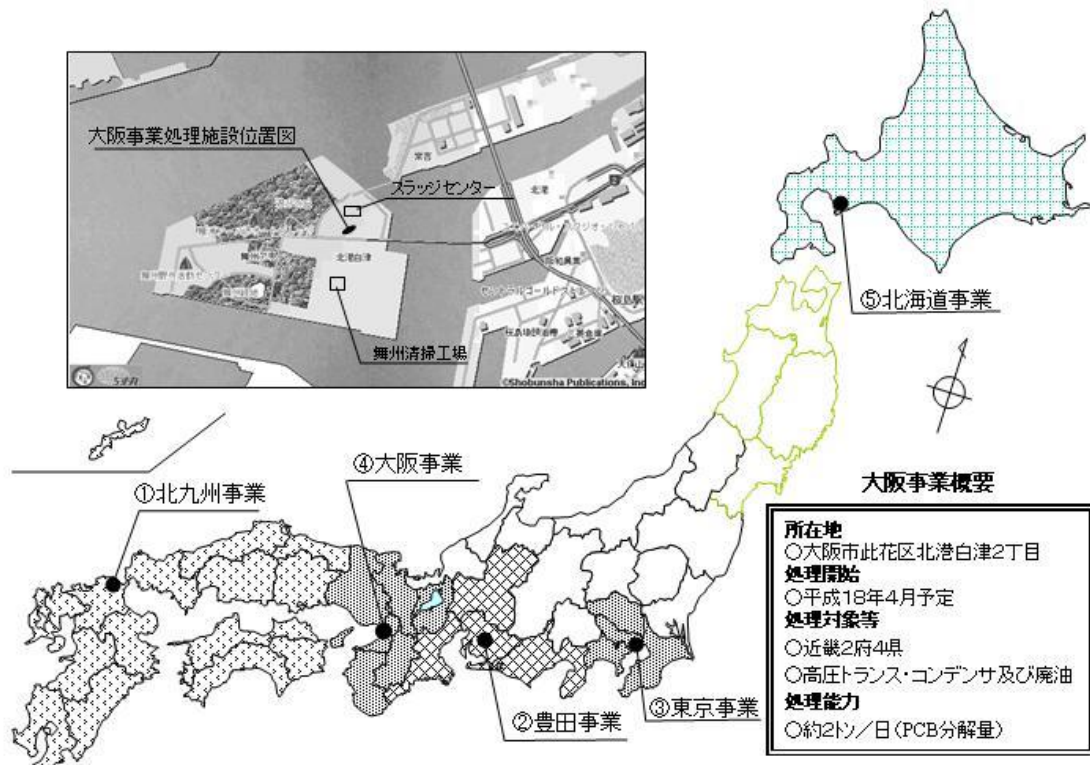 大阪事業処理施設位置図
スラッジセンター
常吉
北港
北港白津
舞州清掃工場
©Shobunsha Publications, Inc
⑤北海道事業
④大阪事業
①北九州事業
②豊田事業
③東京事業
大阪事業概要
所在地
○大阪市此花区北港白津2丁目
処理開始
○平成18年4月予定
処理対象等
○近畿2府4県
○高圧トランス・コンデンサ及び廃油
処理能力
○約2トン/日(PCB分解量)